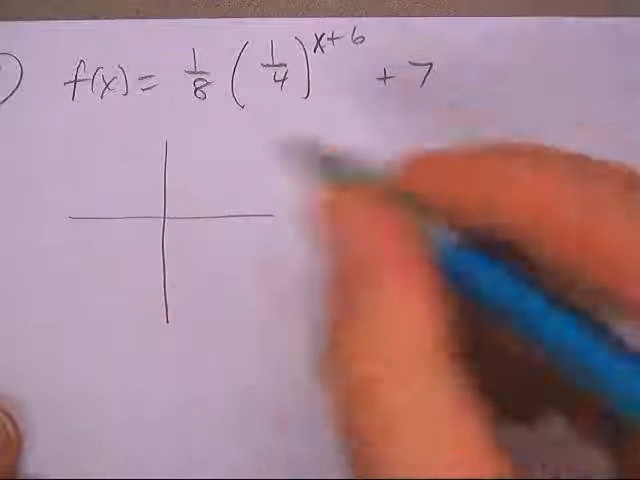 f(x) = 1/8 (1/4)^(x+6) + 7